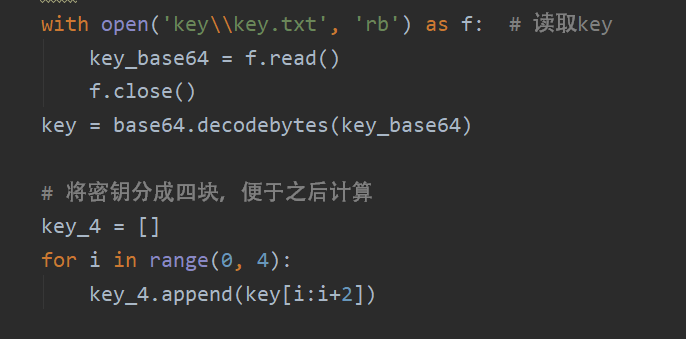 with open('key\\key.txt', 'rb') as f:  # 读取key
    key_base64 = f.read()
    f.close()
key = base64.decodebytes(key_base64)
# 将密钥分成四块，便于之后计算
key_4 = []
for i in range(0, 4):
    key_4.append(key[i:i+2])